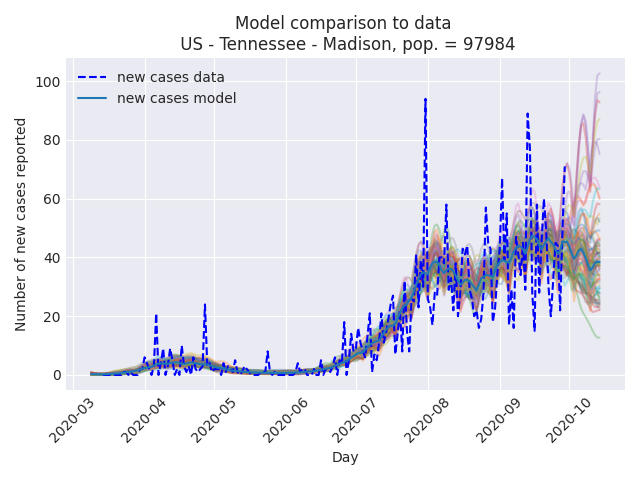 Model comparison to data
US - Tennessee - Madison, pop. = 97984
new cases data
new cases model
Number of new cases reported
100
80
60
40
20
0
2020-03
2020-04
2020-05
2020-06
2020-07
2020-08
2020-09
2020-10
Day